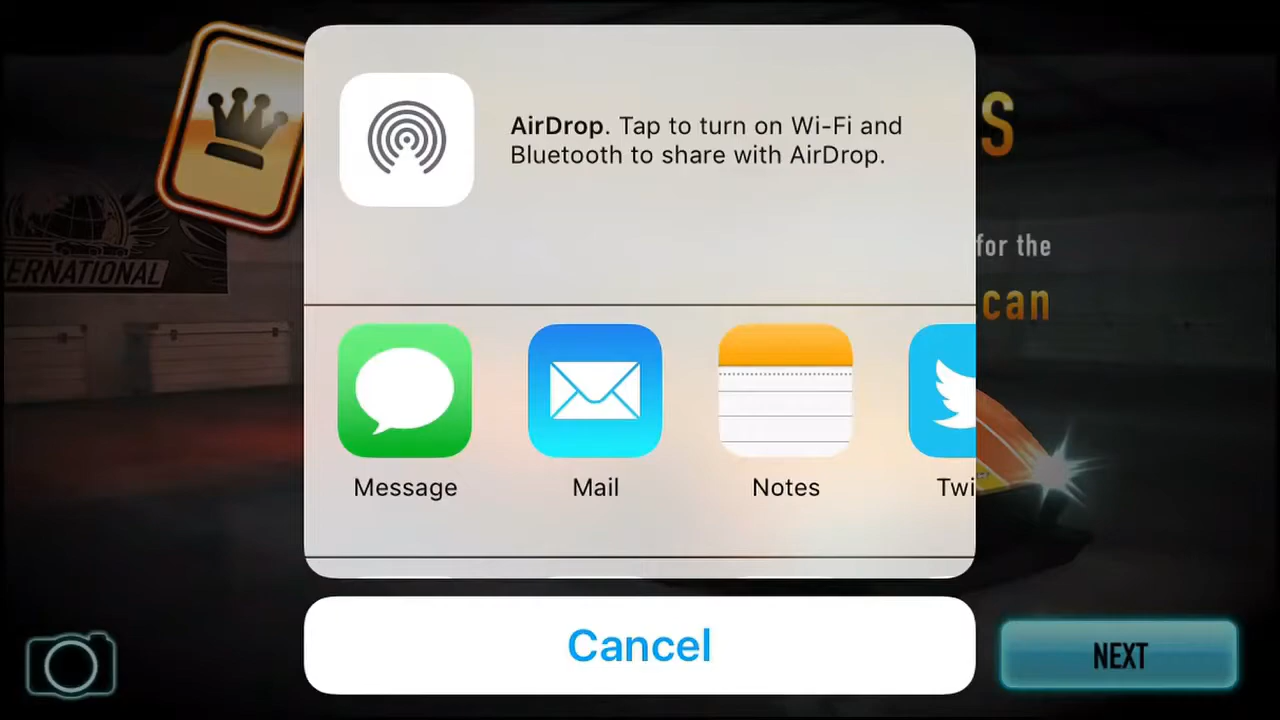 AirDrop. Tap to turn on Wi-Fi and
Bluetooth to share with AirDrop.
S
for the
can
ERNATIONAL
Message
Mail
Notes
Twi
Cancel
NEXT